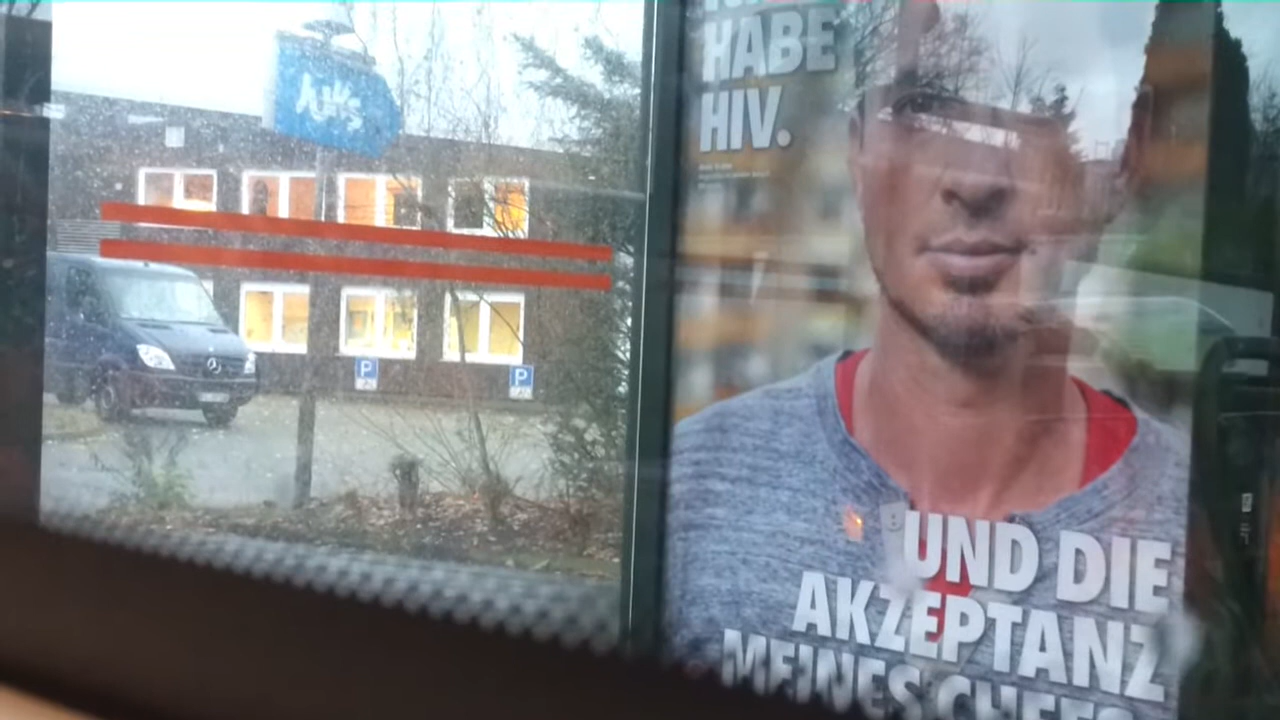 HABE
HIV.
UND DIE
AKZEPTANZ
MEINES CHEFS
P
P